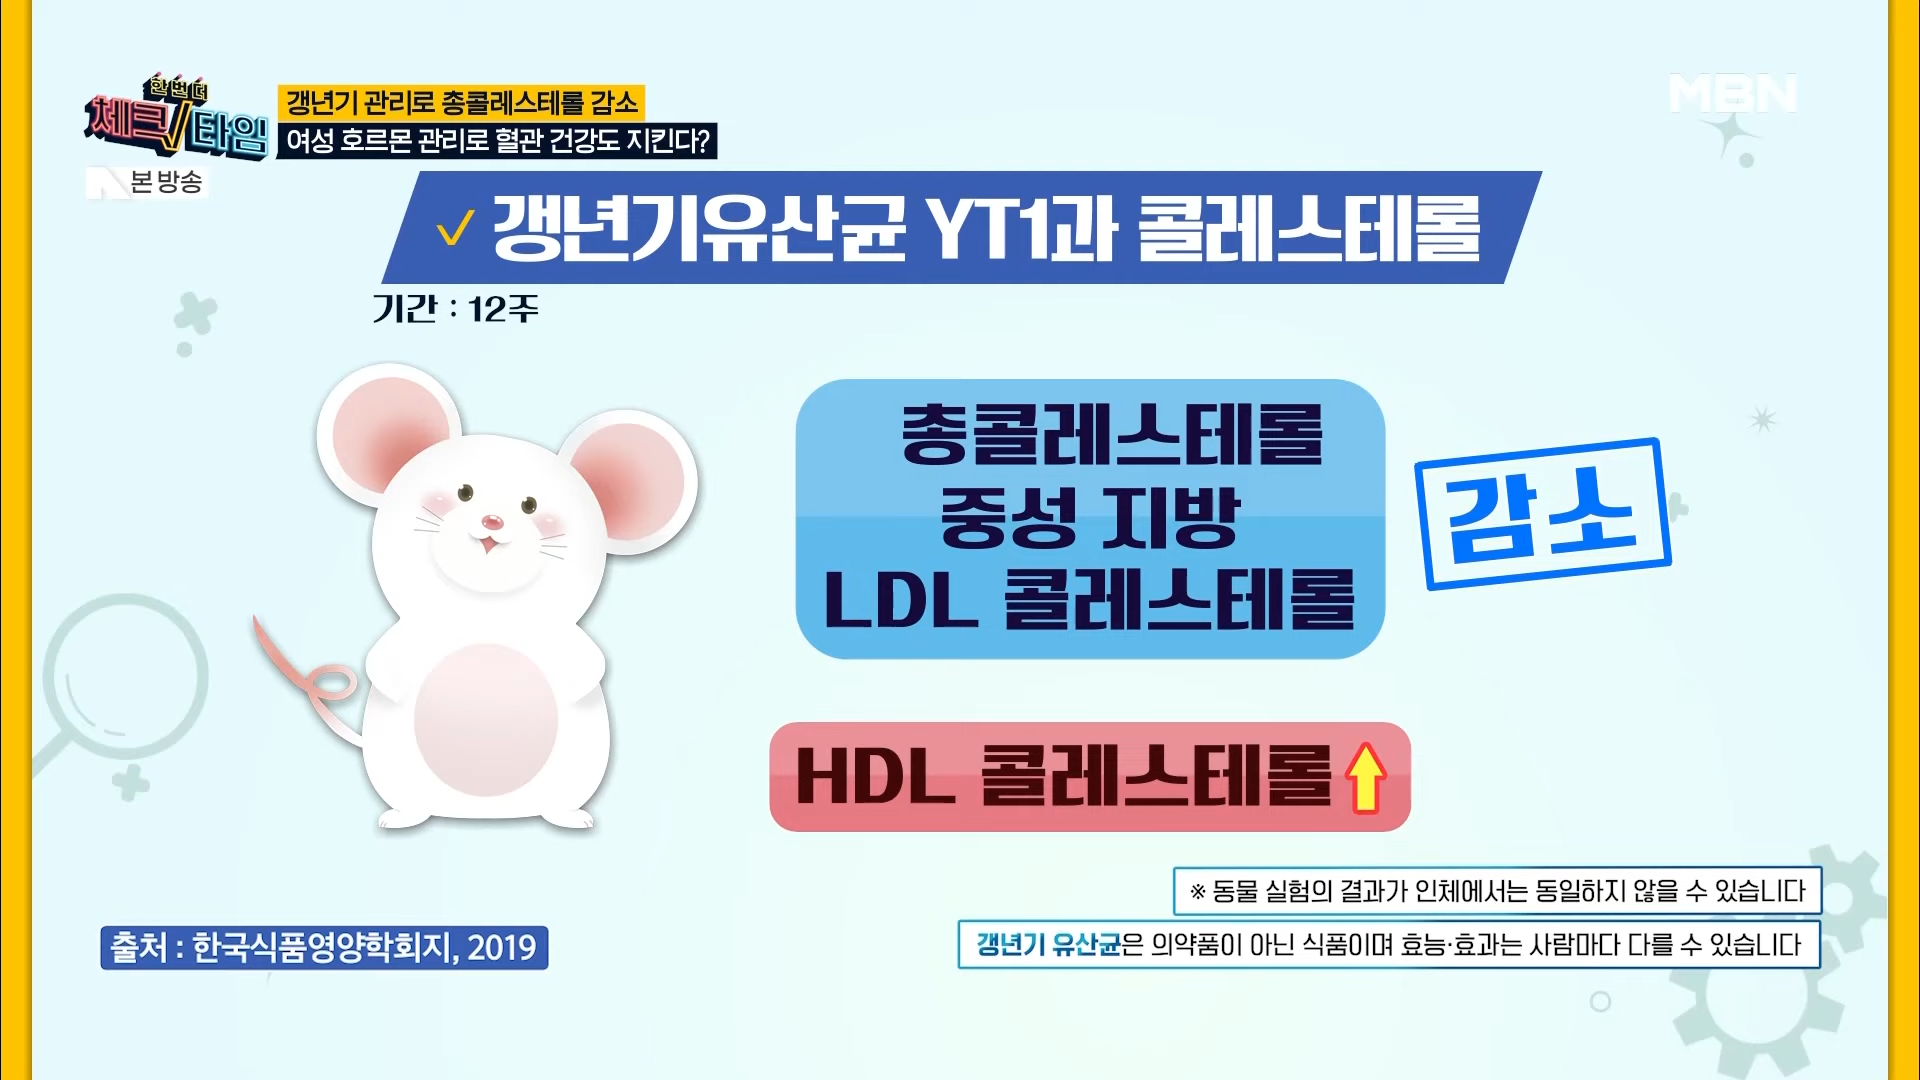 한 번 더
체크타임
갱년기 관리로 총콜레스테롤 감소
여성 호르몬 관리로 혈관 건강도 지킨다?
본 방송
MBN
갱년기유산균 YT1과 콜레스테롤
기간 : 12주
총콜레스테롤
중성 지방
LDL 콜레스테롤
감소
HDL 콜레스테롤
※ 동물 실험의 결과가 인체에서는 동일하지 않을 수 있습니다
갱년기 유산균은 의약품이 아닌 식품이며 효능·효과는 사람마다 다를 수 있습니다
출처 : 한국식품영양학회지, 2019